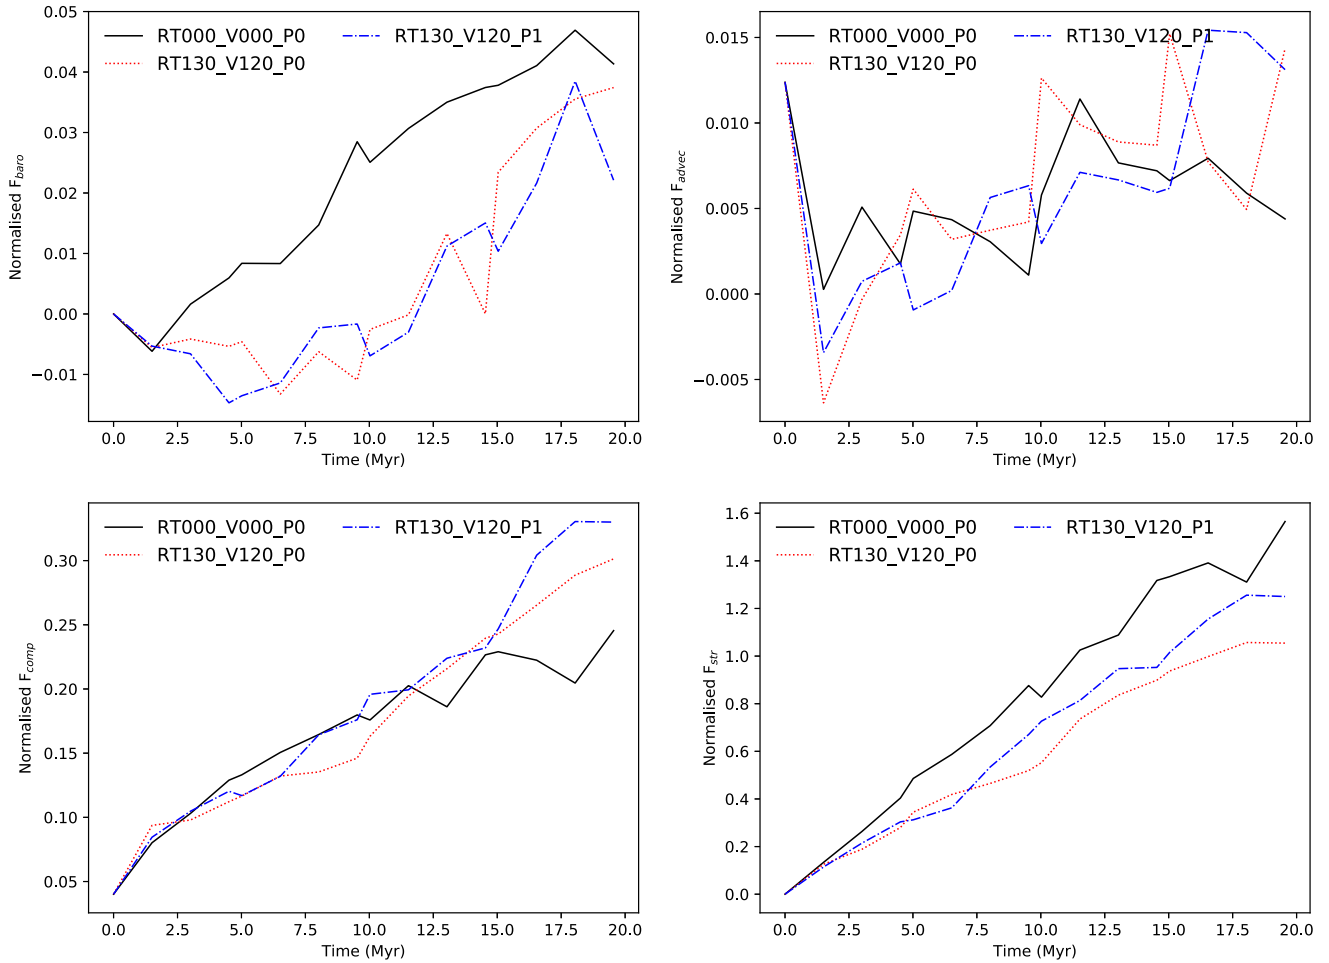 0.05
0.04
0.03
0.02
0.01
0.00
−0.01
Normalised F_baro
RT000_V000_P0 RT130_V120_P1
RT130_V120_P0
0.0 2.5 5.0 7.5 10.0 12.5 15.0 17.5 20.0
Time (Myr)
0.015
0.010
0.005
0.000
−0.005
Normalised F_advec
RT000_V000_P0 RT130_V120_P1
RT130_V120_P0
0.0 2.5 5.0 7.5 10.0 12.5 15.0 17.5 20.0
Time (Myr)
0.30
0.25
0.20
0.15
0.10
0.05
Normalised F_comp
RT000_V000_P0 RT130_V120_P1
RT130_V120_P0
0.0 2.5 5.0 7.5 10.0 12.5 15.0 17.5 20.0
Time (Myr)
1.6
1.4
1.2
1.0
0.8
0.6
0.4
0.2
0.0
Normalised F_str
RT000_V000_P0 RT130_V120_P1
RT130_V120_P0
0.0 2.5 5.0 7.5 10.0 12.5 15.0 17.5 20.0
Time (Myr)